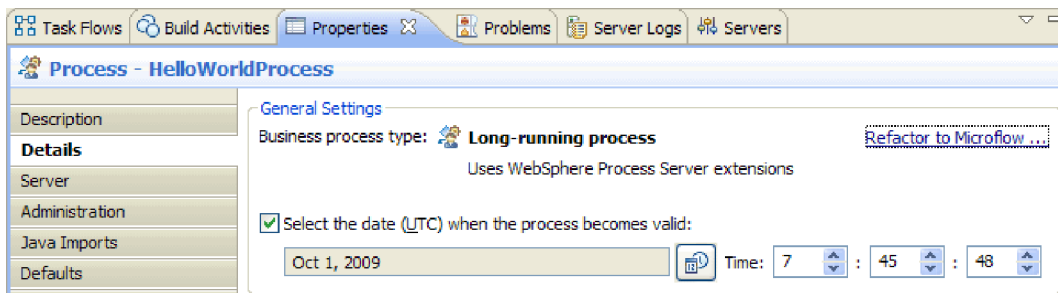 Task Flows Build Activities Properties Problems Server Logs Servers
Process - HelloWorldProcess
Description
Details
Server
Administration
Java Imports
Defaults
General Settings
Business process type: Long-running process Refactor to Microflow ...
Uses WebSphere Process Server extensions
Select the date (UTC) when the process becomes valid:
Oct 1, 2009 Time: 7 : 45 : 48